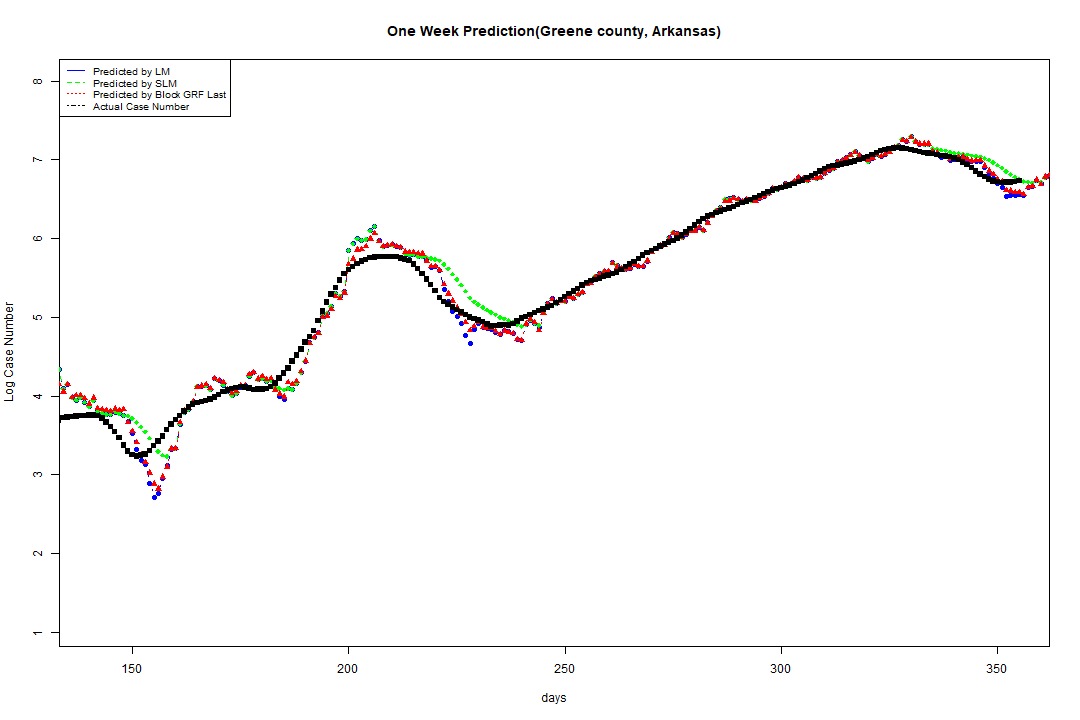 One Week Prediction(Greene county, Arkansas)
Predicted by LM
Predicted by SLM
Predicted by Block GRF Last
Actual Case Number
8
7
6
5
4
3
2
1
Log Case Number
150 200 250 300 350
days